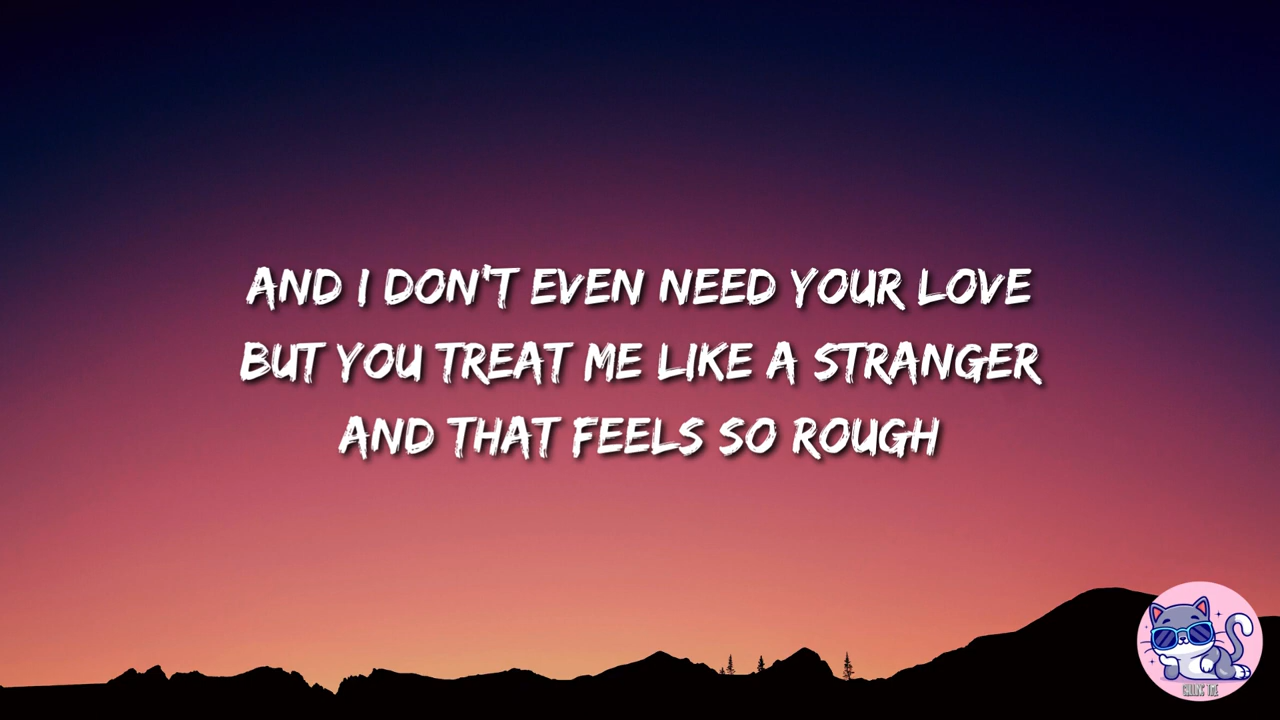 AND I DON'T EVEN NEED YOUR LOVE
BUT YOU TREAT ME LIKE A STRANGER
AND THAT FEELS SO ROUGH